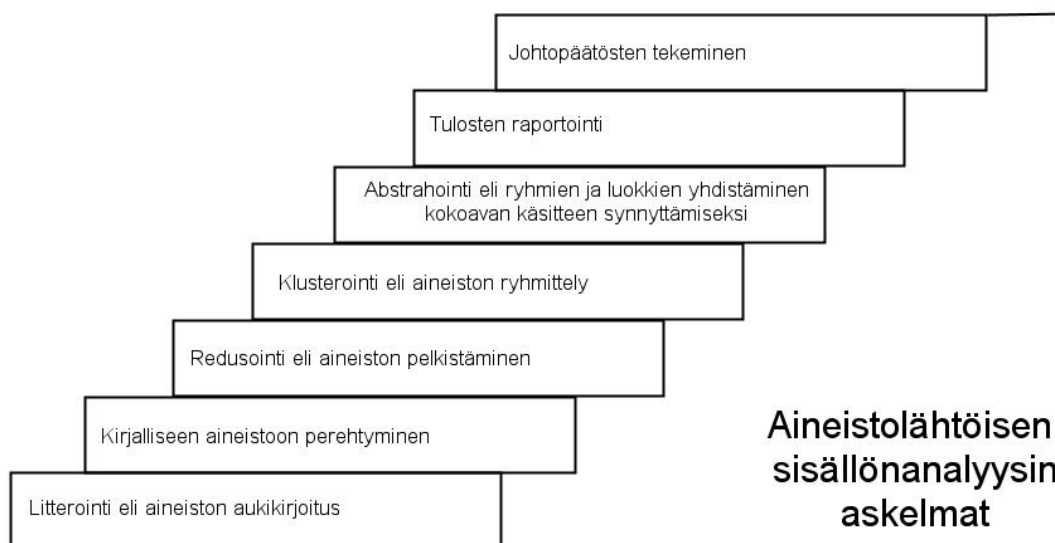 Johtopäätösten tekeminen
Tulosten raportointi
Abstrahointi eli ryhmien ja luokkien yhdistäminen
kokoavan käsitteen synnyttämiseksi
Klusterointi eli aineiston ryhmittely
Redusointi eli aineiston pelkistäminen
Kirjalliseen aineistoon perehtyminen
Litterointi eli aineiston aukikirjoitus
Aineistolähtöisen
sisällönanalyysin
askelmat